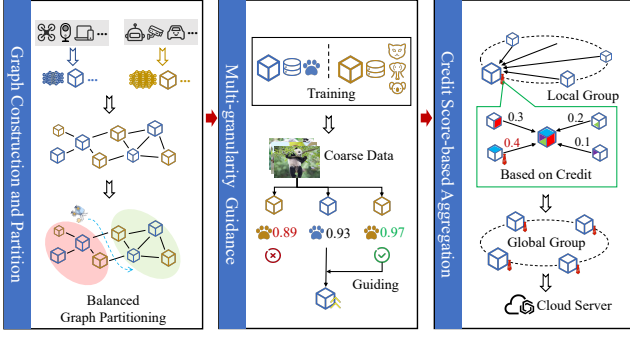 Graph Construction and Partition
...
...
...
...
Balanced
Graph Partitioning
Multi-granularity Guidance
Training
Coarse Data
0.89
0.93
0.97
Guiding
Credit Score-based Aggregation
Local Group
0.3
0.2
0.4
0.1
Based on Credit
Global Group
Cloud Server